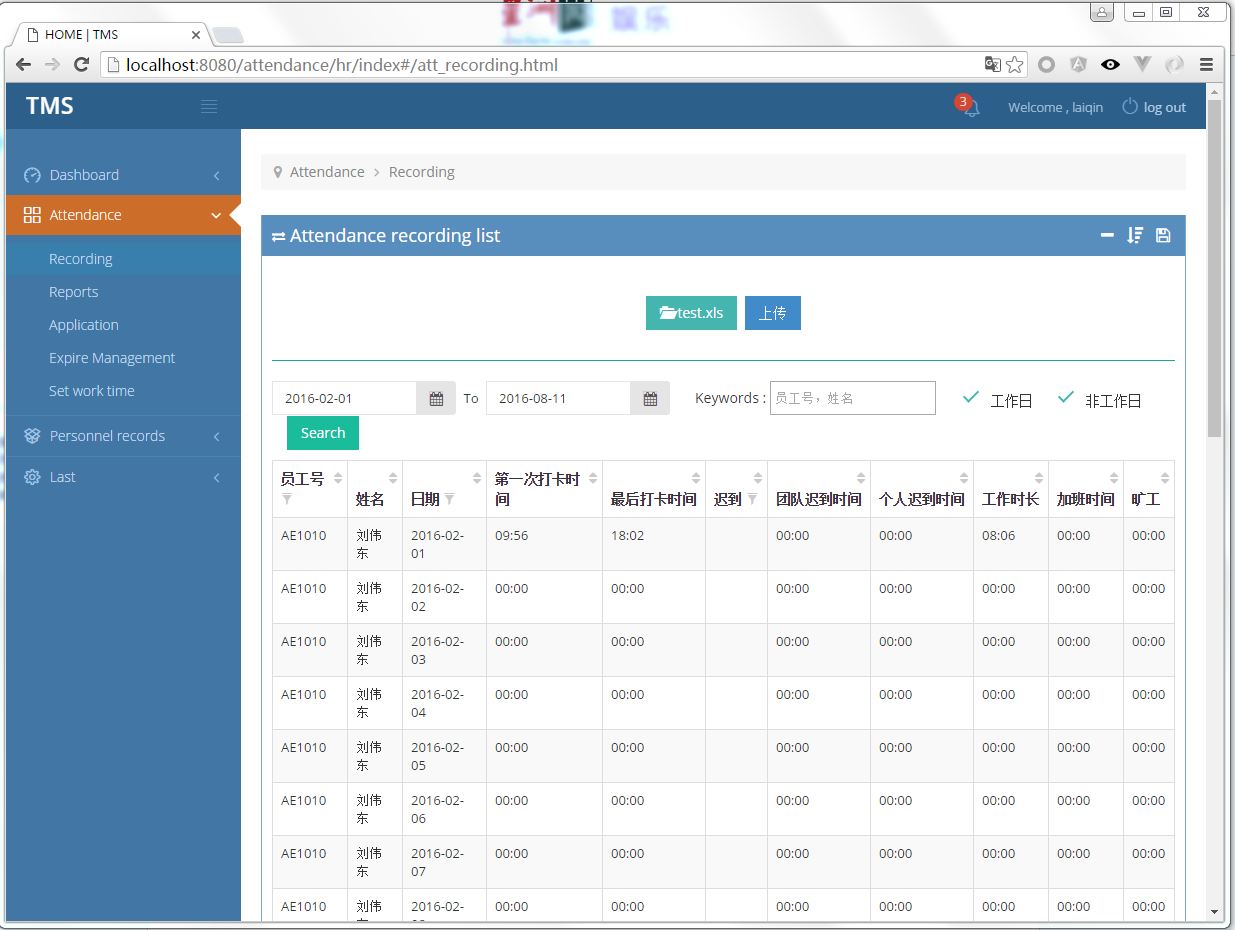 娱乐
HOME | TMS
localhost:8080/attendance/hr/index#/att_recording.html
TMS
3
Welcome , laiqin
log out
Dashboard
Attendance
Recording
Reports
Application
Expire Management
Set work time
Personnel records
Last
Attendance > Recording
Attendance recording list
test.xls 上传
2016-02-01 To 2016-08-11 Keywords : 员工号，姓名 工作日 非工作日
Search
员工号 姓名 日期 第一次打卡时间 最后打卡时间 迟到 团队迟到时间 个人迟到时间 工作时长 加班时间 旷工
AE1010 刘伟东 2016-02-01 09:56 18:02 00:00 00:00 08:06 00:00 00:00
AE1010 刘伟东 2016-02-02 00:00 00:00 00:00 00:00 00:00 00:00 00:00
AE1010 刘伟东 2016-02-03 00:00 00:00 00:00 00:00 00:00 00:00 00:00
AE1010 刘伟东 2016-02-04 00:00 00:00 00:00 00:00 00:00 00:00 00:00
AE1010 刘伟东 2016-02-05 00:00 00:00 00:00 00:00 00:00 00:00 00:00
AE1010 刘伟东 2016-02-06 00:00 00:00 00:00 00:00 00:00 00:00 00:00
AE1010 刘伟东 2016-02-07 00:00 00:00 00:00 00:00 00:00 00:00 00:00
AE1010 刘伟 2016-02- 00:00 00:00 00:00 00:00 00:00 00:00 00:00